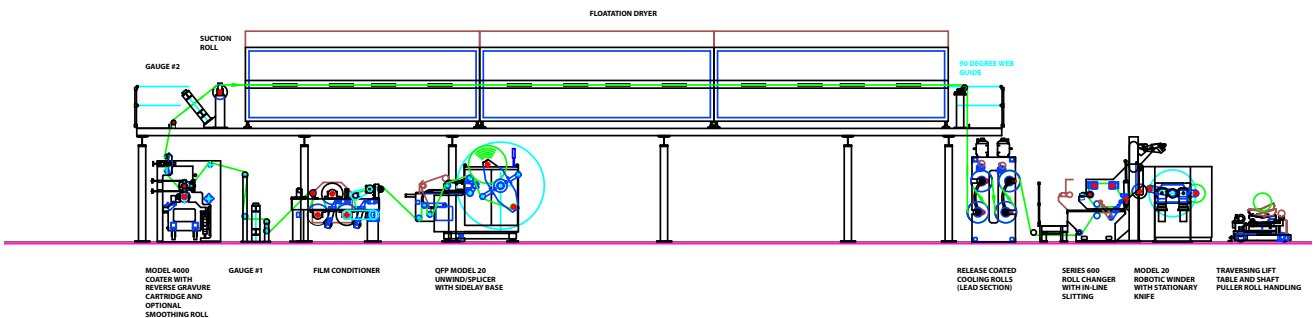 FLOATATION DRYER
SUCTION
ROLL
GAUGE #2
90 DEGREE WEB
GUIDE
MODEL 4000
COATER WITH
REVERSE GRAVURE
CARTRIDGE AND
OPTIONAL
SMOOTHING ROLL
GAUGE #1
FILM CONDITIONER
QFP MODEL 20
UNWIND/SPLICER
WITH SIDELAY BASE
RELEASE COATED
COOLING ROLLS
(LEAD SECTION)
SERIES 600
ROLL CHANGER
WITH IN-LINE
SLITTING
MODEL 20
ROBOTIC WINDER
WITH STATIONARY
KNIFE
TRAVERSING LIFT
TABLE AND SHAFT
PULLER ROLL HANDLING